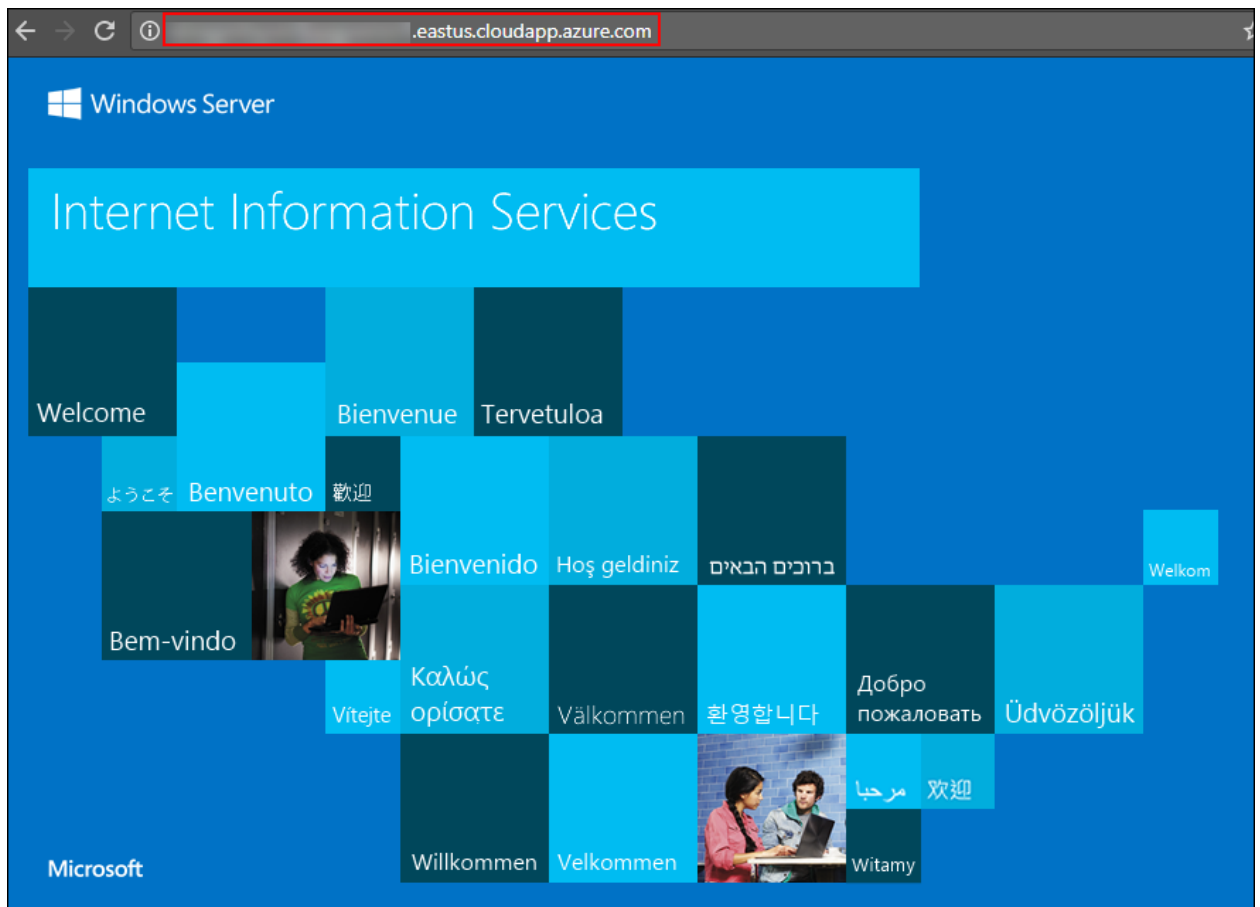 .eastus.cloudapp.azure.com
Windows Server
Internet Information Services
Welcome
Bienvenue
Tervetuloa
ようこそ
Benvenuto
歡迎
Bienvenido
Hoş geldiniz
ברוכים הבאים
Welkom
Bem-vindo
Vítejte
Καλώς
ορίσατε
Välkommen
환영합니다
Добро
пожаловать
Üdvözöljük
مرحبا
欢迎
Willkommen
Velkommen
Witamy
Microsoft